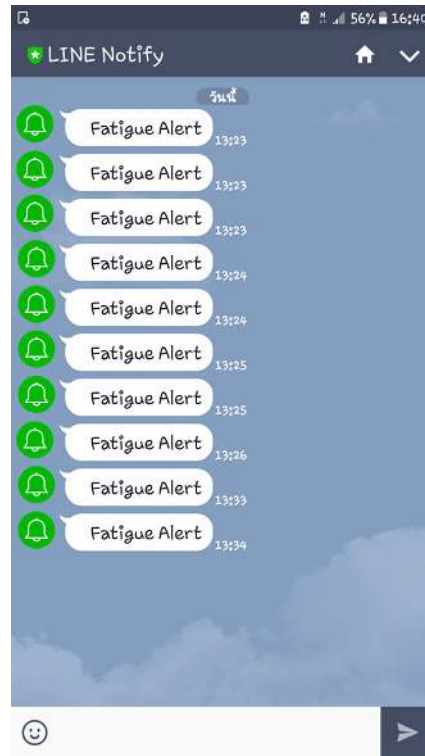 56% 16:40
LINE Notify
วันนี้
Fatigue Alert
13:23
Fatigue Alert
13:23
Fatigue Alert
13:23
Fatigue Alert
13:24
Fatigue Alert
13:24
Fatigue Alert
13:25
Fatigue Alert
13:25
Fatigue Alert
13:26
Fatigue Alert
13:33
Fatigue Alert
13:34